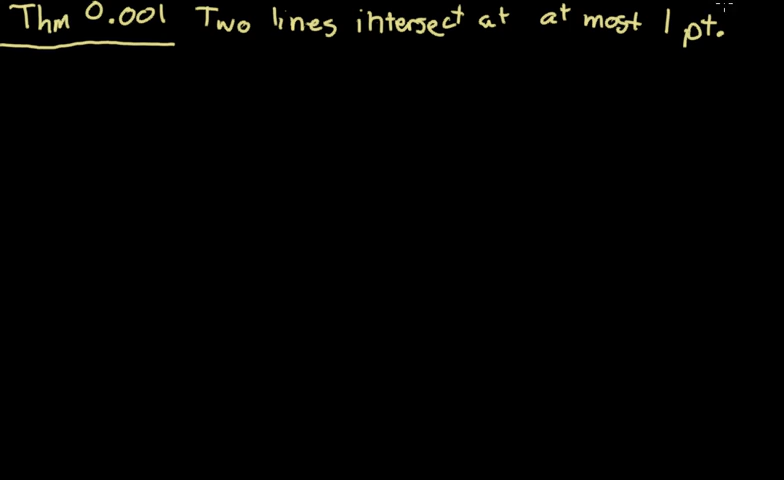 Thm 0.001 Two lines intersect at at most 1 pt.